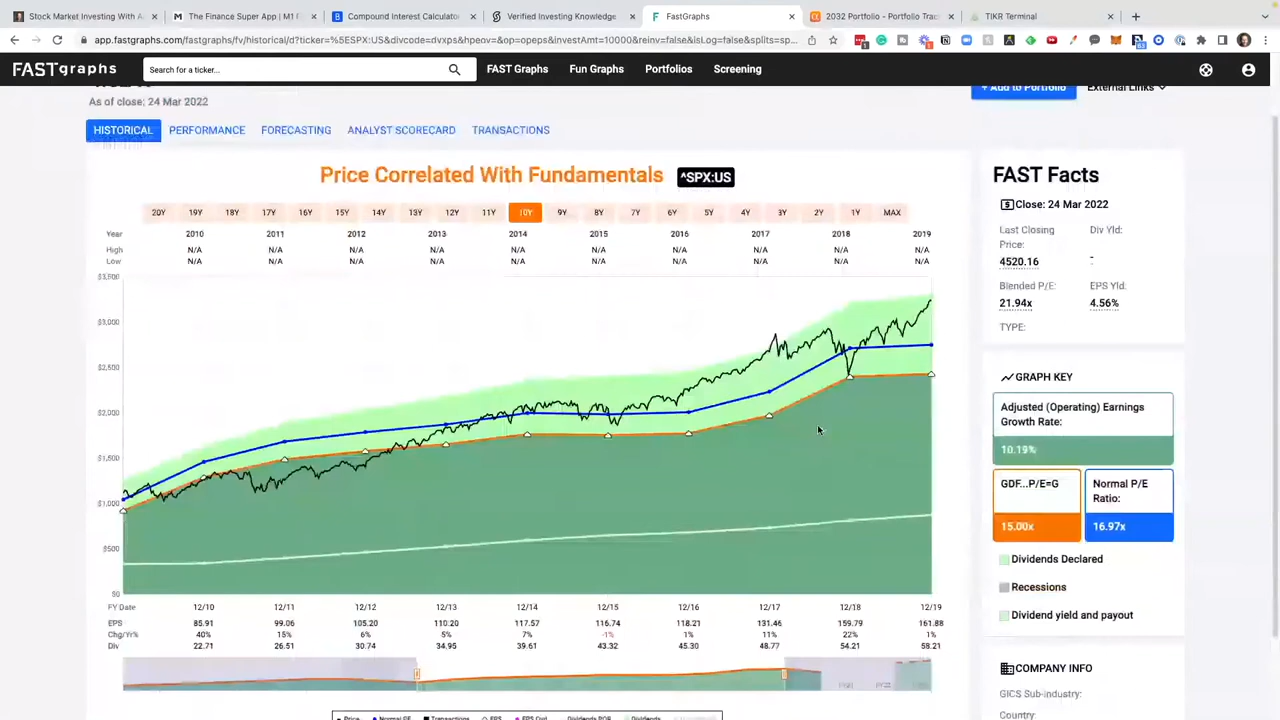 Stock Market Investing With A
The Finance Super App | M1 F
Compound Interest Calculator
Verified Investing Knowledge
FastGraphs
2032 Portfolio - Portfolio Trac
TIKR Terminal
app.fastgraphs.com/fastgraphs/fv/historical/d?ticker=%5ESPX:US&divcode=dvxps&hpeov=&op=opeps&investAmt=10000&reinv=false&isLog=false&splits=sp...
FASTgraphs
Search for a ticker...
FAST Graphs
Fun Graphs
Portfolios
Screening
As of close: 24 Mar 2022
+ Add to Portfolio
External Links
HISTORICAL
PERFORMANCE
FORECASTING
ANALYST SCORECARD
TRANSACTIONS
Price Correlated With Fundamentals ^SPX:US
20Y 19Y 18Y 17Y 16Y 15Y 14Y 13Y 12Y 11Y 10Y 9Y 8Y 7Y 6Y 5Y 4Y 3Y 2Y 1Y MAX
Year 2010 2011 2012 2013 2014 2015 2016 2017 2018 2019
High N/A N/A N/A N/A N/A N/A N/A N/A N/A N/A
Low N/A N/A N/A N/A N/A N/A N/A N/A N/A N/A
$3,500
$3,000
$2,500
$2,000
$1,500
$1,000
$500
$0
FY Date 12/10 12/11 12/12 12/13 12/14 12/15 12/16 12/17 12/18 12/19
EPS 85.91 99.06 105.20 110.20 117.57 116.74 118.21 131.46 159.79 161.88
Chg/Yr% 40% 15% 6% 5% 7% -1% 1% 11% 22% 1%
Div 22.71 26.51 30.74 34.95 39.61 43.32 45.30 48.77 54.21 58.21
Price Normal PE Transactions EPS EPS Ovrl Dividends POR Dividends
FAST Facts
Close: 24 Mar 2022
Last Closing
Price:
4520.16
Div Yld:
-
Blended P/E:
21.94x
EPS Yld:
4.56%
TYPE:
GRAPH KEY
Adjusted (Operating) Earnings
Growth Rate:
10.19%
GDF...P/E=G
15.00x
Normal P/E
Ratio:
16.97x
Dividends Declared
Recessions
Dividend yield and payout
COMPANY INFO
GICS Sub-industry:
Country: